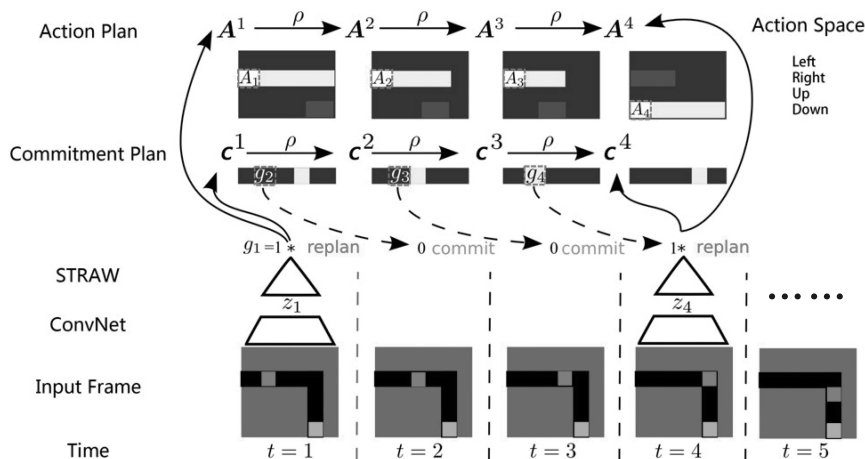 Action Plan A¹ ρ A² ρ A³ ρ A⁴ Action Space
A₁ A₂ A₃ A₄
Left
Right
Up
Down
Commitment Plan c¹ ρ c² ρ c³ ρ c⁴
g₂ g₃ g₄
g₁=1 * replan 0 commit 0 commit 1* replan
STRAW
z₁ z₄
ConvNet
Input Frame
Time t = 1 t = 2 t = 3 t = 4 t = 5